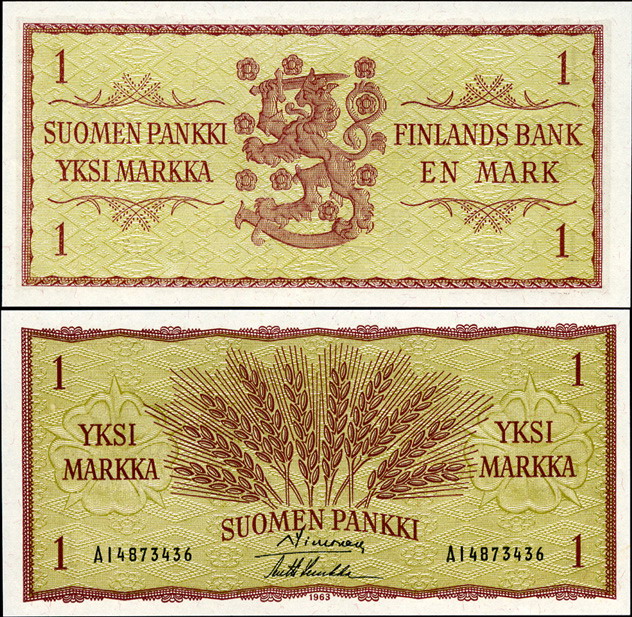 1 1
SUOMEN PANKKI FINLANDS BANK
YKSI MARKKA EN MARK
1 1
1 1
YKSI YKSI
MARKKA MARKKA
SUOMEN PANKKI
1 1
A14873436 A14873436
1963